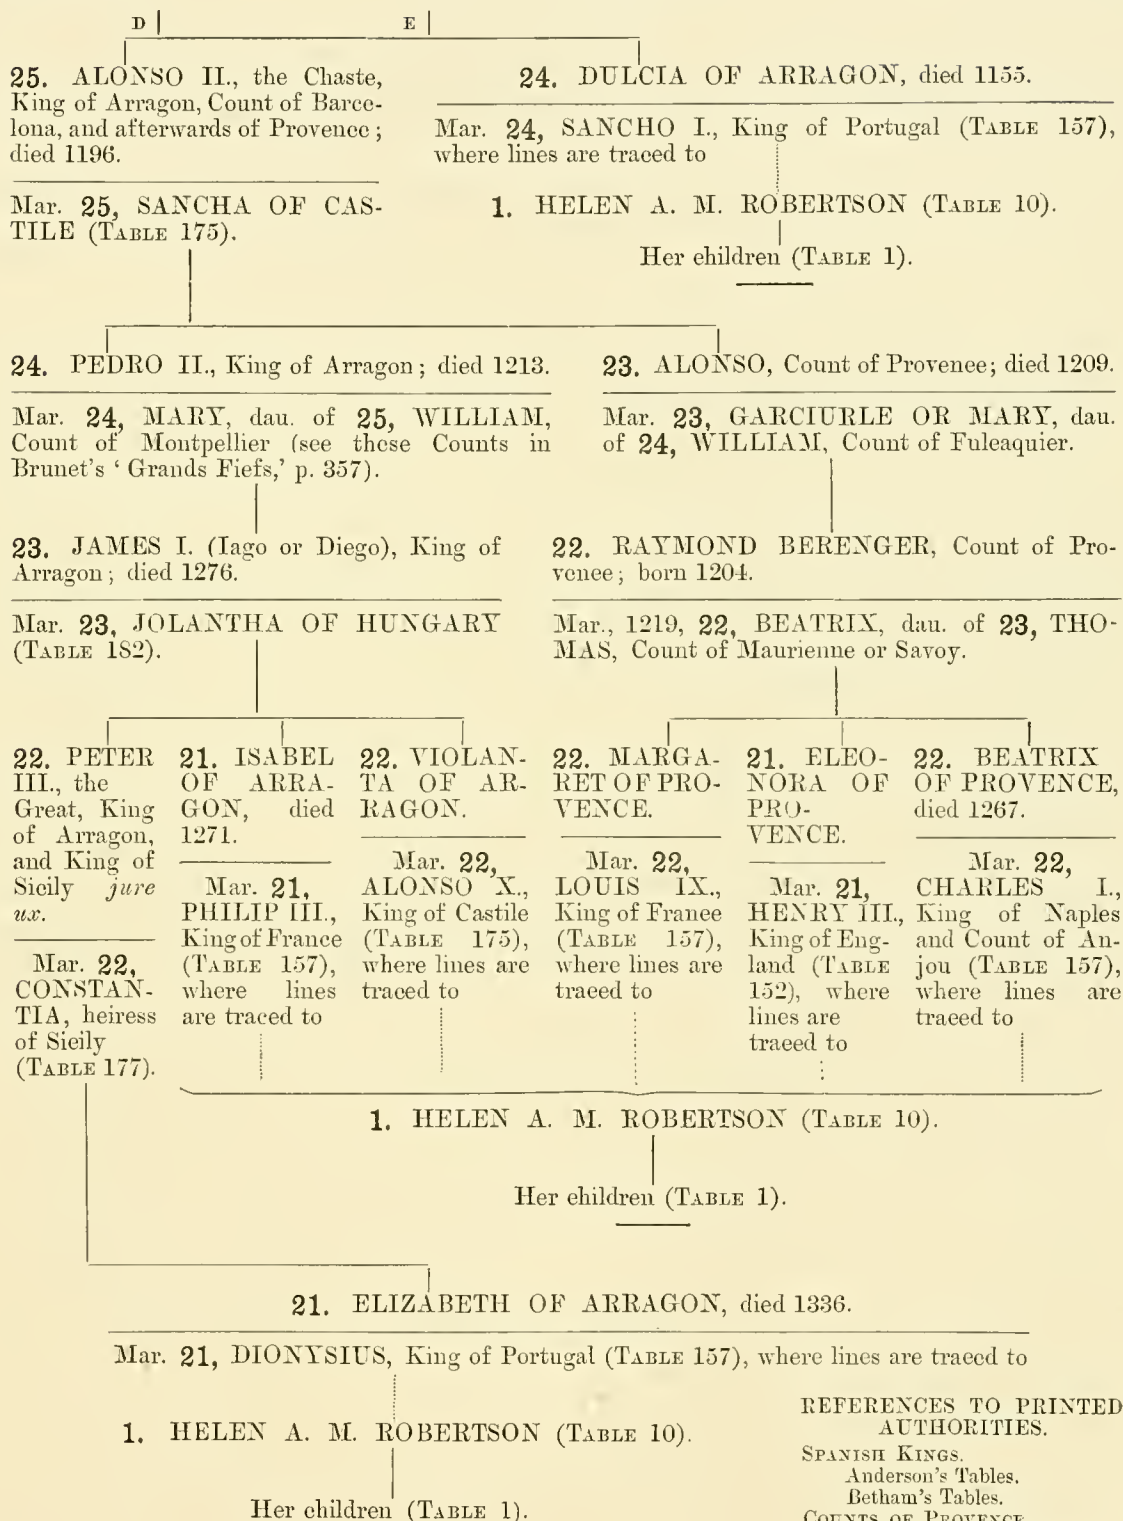 D E
25. ALONSO II., the Chaste,
King of Arragon, Count of Barce-
lona, and afterwards of Provence;
died 1196.
Mar. 25, SANCHA OF CAS-
TILE (TABLE 175).
24. DULCIA OF ARRAGON, died 1155.
Mar. 24, SANCHO I., King of Portugal (TABLE 157),
where lines are traced to
1. HELEN A. M. ROBERTSON (TABLE 10).
Her children (TABLE 1).
24. PEDRO II., King of Arragon; died 1213.
Mar. 24, MARY, dau. of 25, WILLIAM,
Count of Montpellier (see these Counts in
Brunet's ‘Grands Fiefs,’ p. 357).
23. JAMES I. (Iago or Diego), King of
Arragon; died 1276.
Mar. 23, JOLANTHA OF HUNGARY
(TABLE 182).
23. ALONSO, Count of Provence; died 1209.
Mar. 23, GARCIURLE OR MARY, dau.
of 24, WILLIAM, Count of Fuleaquier.
22. RAYMOND BERENGER, Count of Pro-
vence; born 1204.
Mar., 1219, 22, BEATRIX, dau. of 23, THO-
MAS, Count of Maurienne or Savoy.
22. PETER
III., the
Great, King
of Arragon,
and King of
Sicily jure
ux.
Mar. 22,
CONSTAN-
TIA, heiress
of Sicily
(TABLE 177).
21. ISABEL
OF ARRA-
GON, died
1271.
Mar. 21,
PHILIP III.,
King of France
(TABLE 157),
where lines
are traced to
22. VIOLAN-
TA OF AR-
RAGON.
Mar. 22,
ALONSO X.,
King of Castile
(TABLE 175),
where lines are
traced to
22. MARGA-
RET OF PRO-
VENCE.
Mar. 22,
LOUIS IX.,
King of France
(TABLE 157),
where lines are
traced to
21. ELEO-
NORA OF
PRO-
VENCE.
Mar. 21,
HENRY III.,
King of Eng-
land (TABLE
152), where
lines are
traced to
22. BEATRIX
OF PROVENCE,
died 1267.
Mar. 22,
CHARLES I.,
King of Naples
and Count of An-
jou (TABLE 157),
where lines are
traced to
1. HELEN A. M. ROBERTSON (TABLE 10).
Her children (TABLE 1).
21. ELIZABETH OF ARRAGON, died 1336.
Mar. 21, DIONYSIUS, King of Portugal (TABLE 157), where lines are traced to
1. HELEN A. M. ROBERTSON (TABLE 10).
Her children (TABLE 1).
REFERENCES TO PRINTED
AUTHORITIES.
SPANISH KINGS.
Anderson's Tables.
Betham's Tables.
COUNTS OF PROVENCE